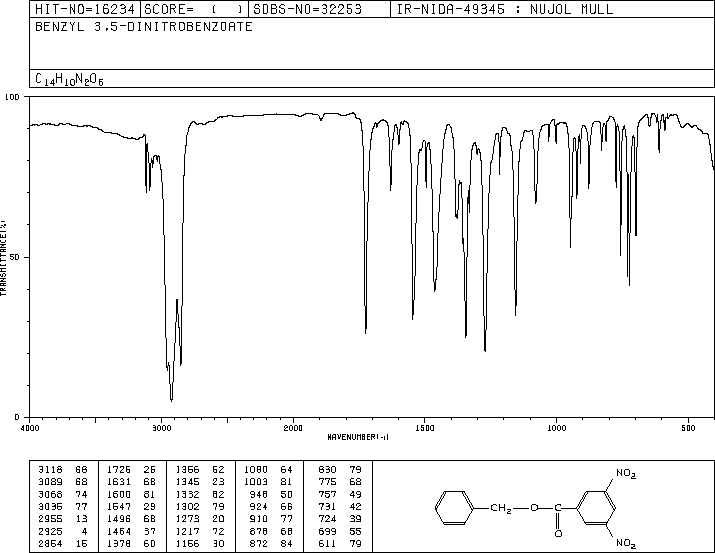 HIT-NO=16234 SCORE= ( ) SDBS-NO=32253 IR-NIDA-49345 : NUJOL MULL
BENZYL 3,5-DINITROBENZOATE
C14H10N2O6
100
50
0
TRANSMITTANCE(%)
4000 3000 2000 1500 1000 500
WAVENUMBER(-1)
3118 68 1726 26 1366 62 1080 64 830 79
3089 68 1631 68 1345 23 1003 81 775 68
3068 74 1600 81 1332 62 948 50 757 49
3035 77 1547 29 1302 79 924 66 731 42
2955 13 1496 68 1273 20 910 77 724 39
2925 4 1464 37 1217 72 878 68 699 55
2854 15 1378 60 1156 30 872 84 611 79
NO2
CH2 O C
O
NO2